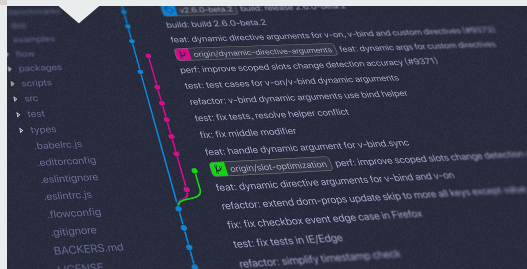 v2.6.0-beta.2 build: release 2.6.0-beta.2
build: build 2.6.0-beta.2
feat: dynamic directive arguments for v-on, v-bind and custom directives (#9373)
origin/dynamic-directive-arguments feat: dynamic args for custom directives
perf: improve scoped slots change detection accuracy (#9371)
test: test cases for v-on/v-bind dynamic arguments
refactor: v-bind dynamic arguments use bind helper
test: fix tests, resolve helper conflict
fix: fix middle modifier
feat: handle dynamic argument for v-bind.sync
origin/slot-optimization perf: improve scoped slots change detection
feat: dynamic directive arguments for v-bind and v-on
refactor: extend dom-props update skip to more all keys except value
fix: fix checkbox event edge case in Firefox
test: fix tests in IE/Edge
refactor: simplify timestamp check
examples
flow
packages
scripts
src
test
types
.babelrc.js
.editorconfig
.eslintignore
.eslintrc.js
.flowconfig
.gitignore
BACKERS.md
LICENSE